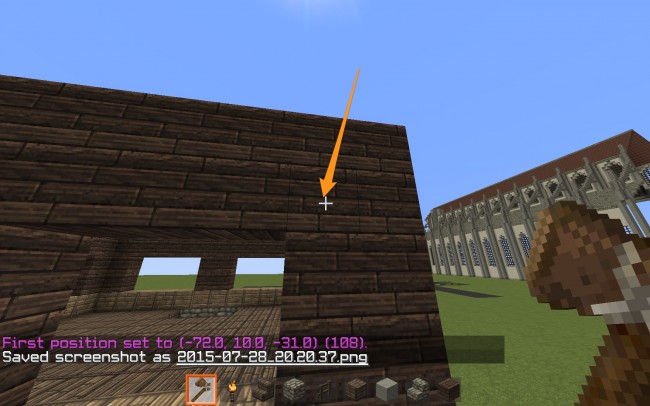 First position set to (-72.0, 10.0, -31.0) (108).
Saved screenshot as 2015-07-28_20.20.37.png